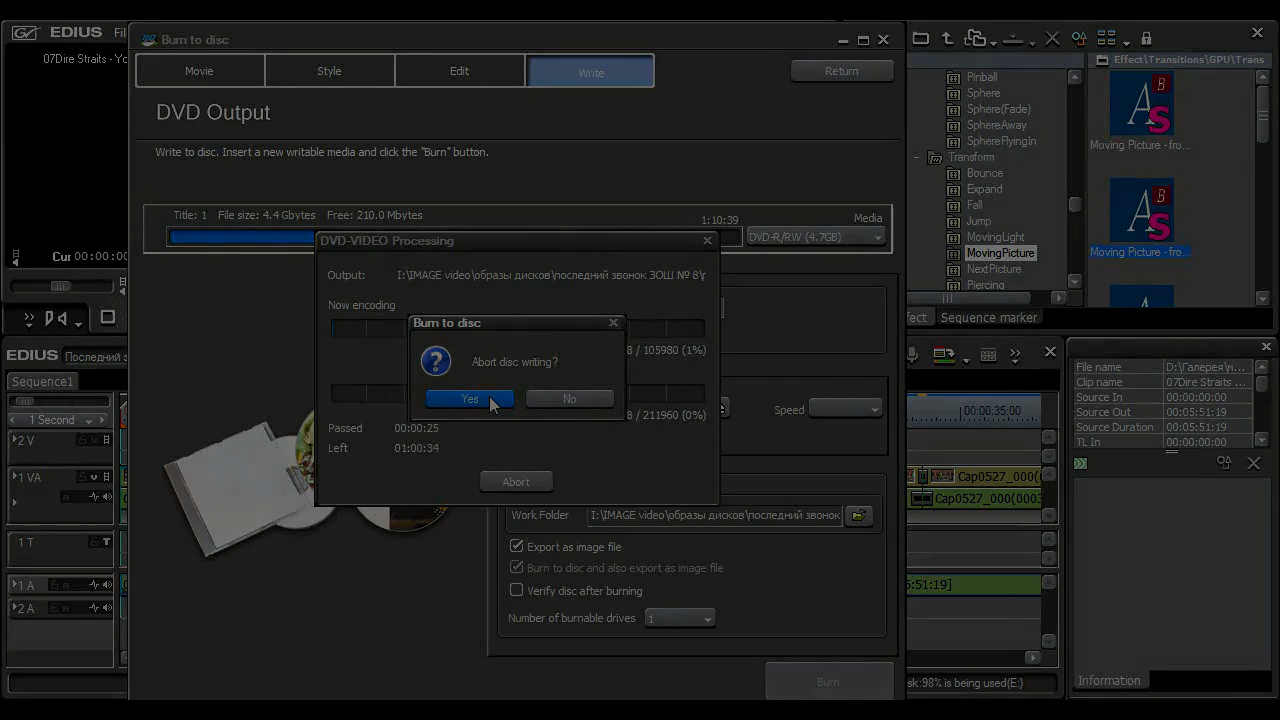 EDIUS Fil
07Dire Straits - Yo
Burn to disc
Movie
Style
Edit
Write
Return
DVD Output
Write to disc. Insert a new writable media and click the "Burn" button.
Title: 1 File size: 4.4 Gbytes Free: 210.0 Mbytes
1:10:39
Media
DVD-R/RW (4.7GB)
DVD-VIDEO Processing
Output: I:\IMAGE video\образы дисков\последний звонок ЗОШ № 8\г
Now encoding
8 / 105980 (1%)
8 / 211960 (0%)
Passed 00:00:25
Left 01:00:34
Abort
Burn to disc
Abort disc writing?
Yes
No
Speed
Work Folder I:\IMAGE video\образы дисков\последний звонок
Export as image file
Burn to disc and also export as image file
Verify disc after burning
Number of burnable drives 1
Burn
Cur 00:00:0
EDIUS Последний з
Sequence1
1 Second
2 V
1 VA
1 T
1 A
2 A
Pinball
Sphere
Sphere(Fade)
SphereAway
SphereFlyingIn
Transform
Bounce
Expand
Fall
Jump
MovingLight
MovingPicture
NextPicture
Piercing
Effect\Transitions\GPU\Trans
A B S
Moving Picture - fro...
A B S
Moving Picture - fro...
fect
Sequence marker
00:00:35:00
Cap0527_000(
Cap0527_000(0003
5:51:19]
sk:98% is being used(E:)
File name D:\Галерея\ч...
Clip name 07Dire Straits ...
Source In 00:00:00:00
Source Out 00:05:51:19
Source Duration 00:05:51:19
TL In 00:00:00:00
Information